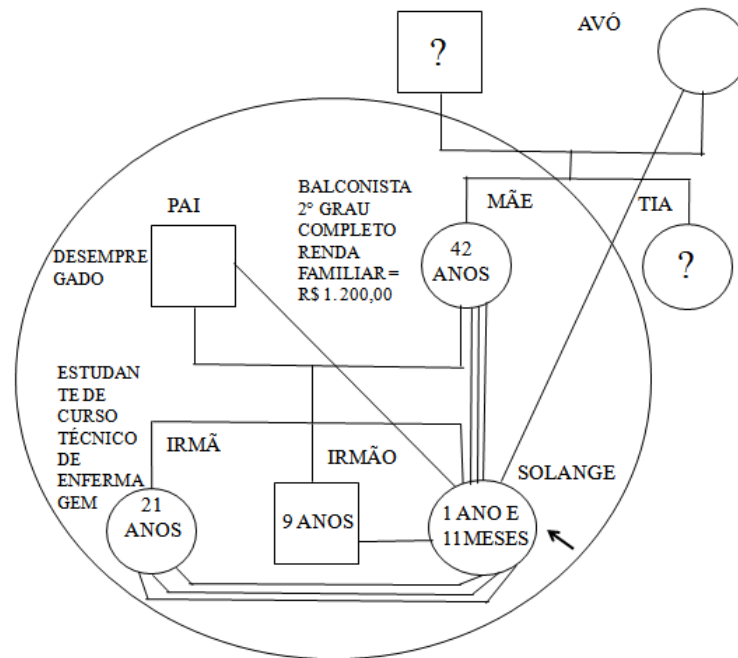 AVÓ
?
BALCONISTA
2° GRAU
COMPLETO
RENDA
FAMILIAR =
R$ 1.200,00
MÃE
TIA
PAI
DESEMPRE
GADO
42
ANOS
?
ESTUDAN
TE DE
CURSO
TÉCNICO
DE
ENFERMA
GEM
IRMÃ
IRMÃO
SOLANGE
21
ANOS
9 ANOS
1 ANO E
11MESES